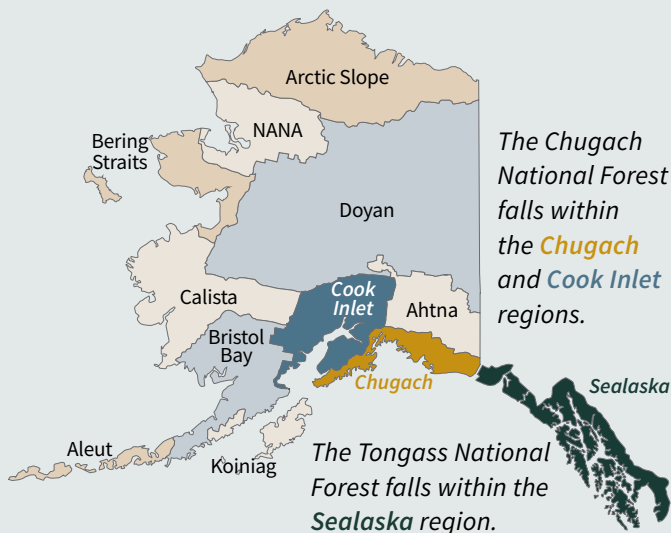 Arctic Slope
NANA
Bering
Straits
Doyan
The Chugach
National Forest
falls within
the Chugach
and Cook Inlet
regions.
Calista
Cook
Inlet
Ahtna
Bristol
Bay
Chugach
Sealaska
Aleut
Koiniag
The Tongass National
Forest falls within the
Sealaska region.